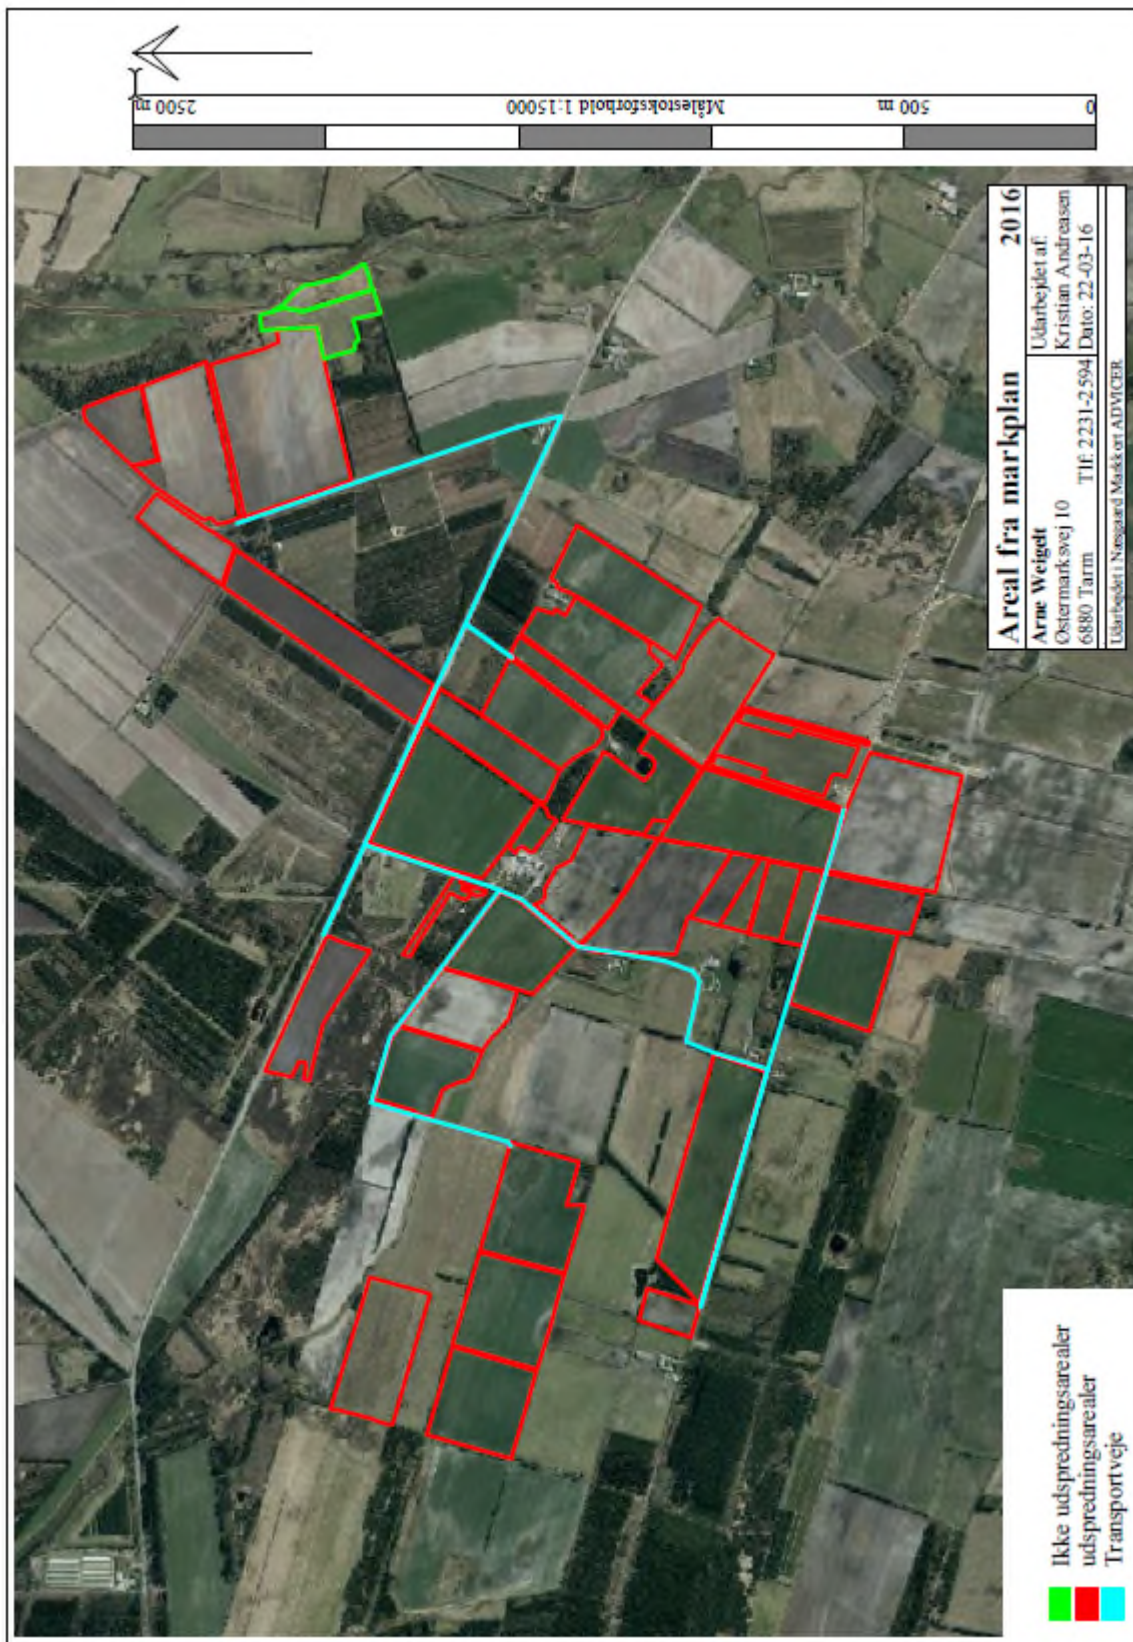 2500 m
Målestoksforhold 1:15000
500 m
0
Areal fra markplan 2016
Arne Weigelt
Østermarksvej 10
6880 Tarm Tlf: 2231-2594
Udarbejdet af:
Kristian Andreasen
Dato: 22-03-16
Udarbejdet i Næsgaard Markkort ADVICER
Ikke udspredningsarealer
udspredningsarealer
Transportveje